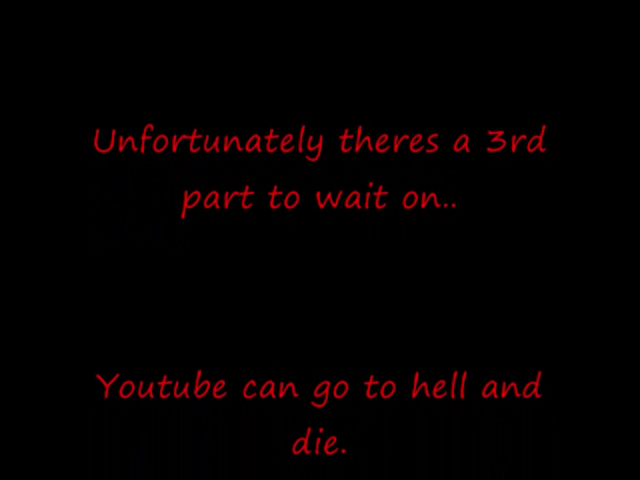 Unfortunately theres a 3rd
part to wait on..
Youtube can go to hell and
die.